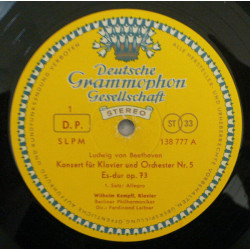 Deutsche
Grammophon
Gesellschaft
STEREO
1
D. P.
ST 33
SLPM
138 777 A
Ludwig van Beethoven
Konzert für Klavier und Orchester Nr. 5
Es-dur op. 73
1. Satz: Allegro
Wilhelm Kempff, Klavier
Berliner Philharmoniker
Dir.: Ferdinand Leitner